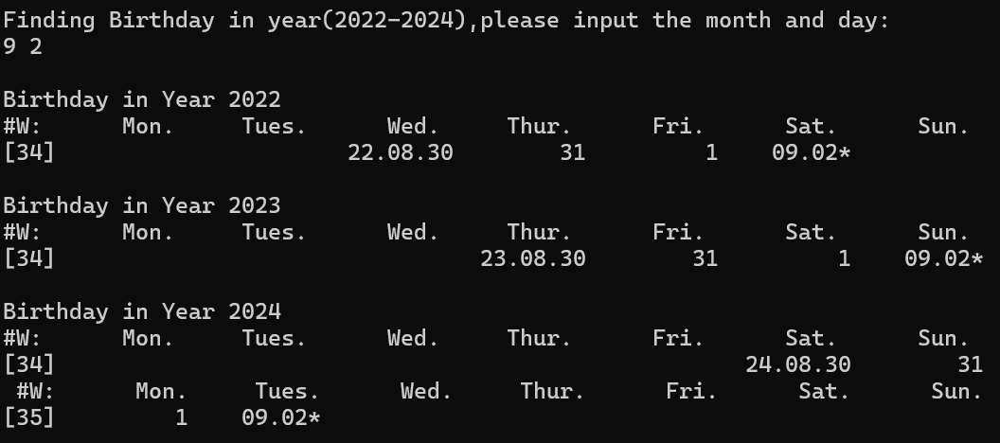 Finding Birthday in year(2022-2024),please input the month and day:
9 2
Birthday in Year 2022
#W: Mon. Tues. Wed. Thur. Fri. Sat. Sun.
[34] 22.08.30 31 1 09.02*
Birthday in Year 2023
#W: Mon. Tues. Wed. Thur. Fri. Sat. Sun.
[34] 23.08.30 31 1 09.02*
Birthday in Year 2024
#W: Mon. Tues. Wed. Thur. Fri. Sat. Sun.
[34] 24.08.30 31
#W: Mon. Tues. Wed. Thur. Fri. Sat. Sun.
[35] 1 09.02*